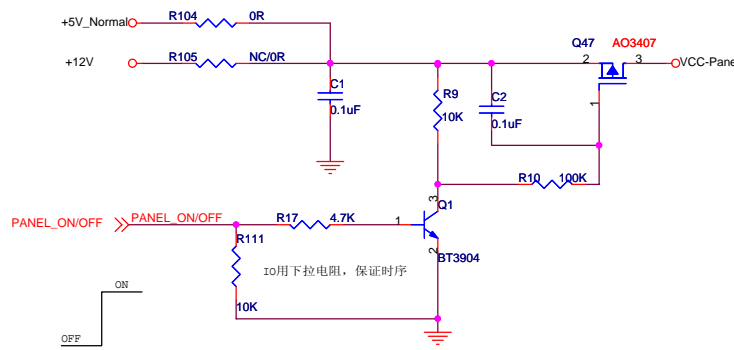 R104 0R
+5V_Normal
+12V R105 NC/0R
Q47 AO3407
2 3 VCC-Pane
1
C1
0.1uF
R9
10K
C2
0.1uF
R10 100K
3
Q1
PANEL_ON/OFF PANEL_ON/OFF R17 4.7K 1
R111
2
BT3904
IO用下拉电阻，保证时序
10K
ON
OFF